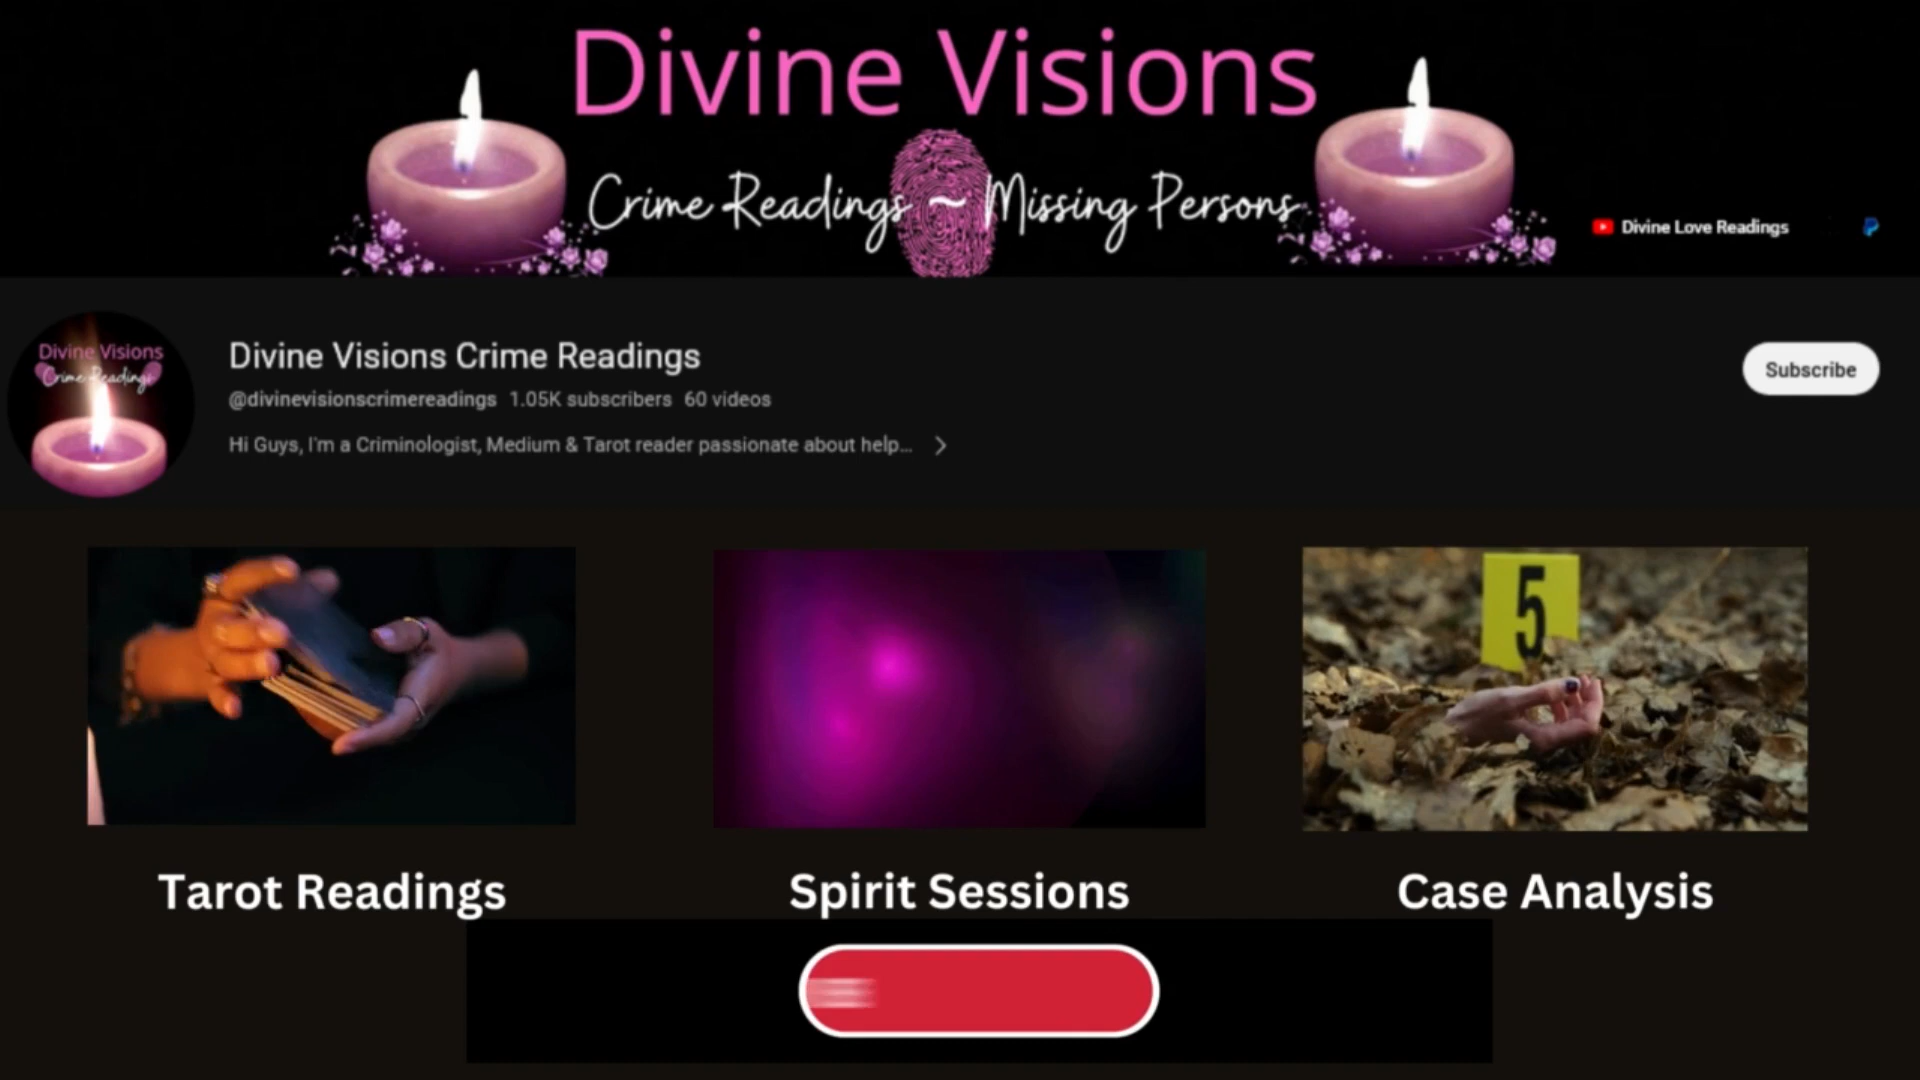 Divine Visions
Crime Readings ~ Missing Persons
Divine Love Readings
Divine Visions
Crime Readings
Divine Visions Crime Readings
@divinevisionscrimereadings 1.05K subscribers 60 videos
Subscribe
Hi Guys, I'm a Criminologist, Medium & Tarot reader passionate about help...
5
Tarot Readings
Spirit Sessions
Case Analysis